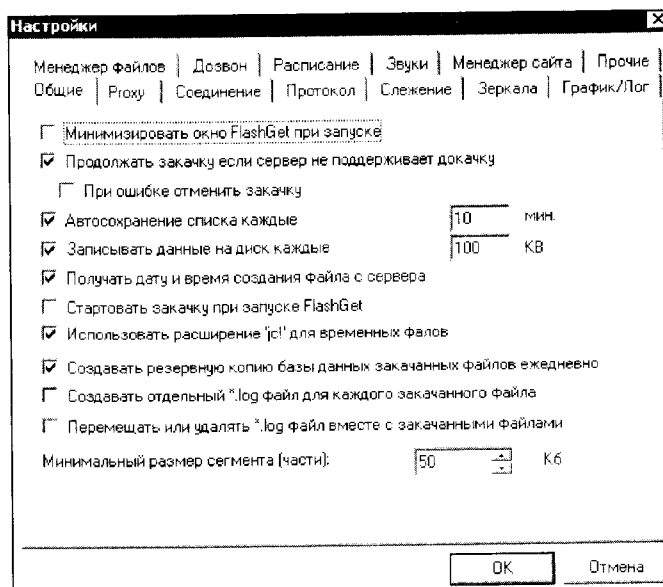 Настройки
Менеджер файлов | Дозвон | Расписание | Звуки | Менеджер сайта | Прочие
Общие | Proxy | Соединение | Протокол | Слежение | Зеркала | График/Лог
Минимизировать окно FlashGet при запуске
Продолжать закачку если сервер не поддерживает докачку
При ошибке отменить закачку
Автосохранение списка каждые 10 мин.
Записывать данные на диск каждые 100 KB
Получать дату и время создания файла с сервера
Стартовать закачку при запуске FlashGet
Использовать расширение 'jc!' для временных фалов
Создавать резервную копию базы данных закачанных файлов ежедневно
Создавать отдельный *.log файл для каждого закачанного файла
Перемещать или удалять *.log файл вместе с закачанными файлами
Минимальный размер сегмента (части): 50 Кб
OK Отмена